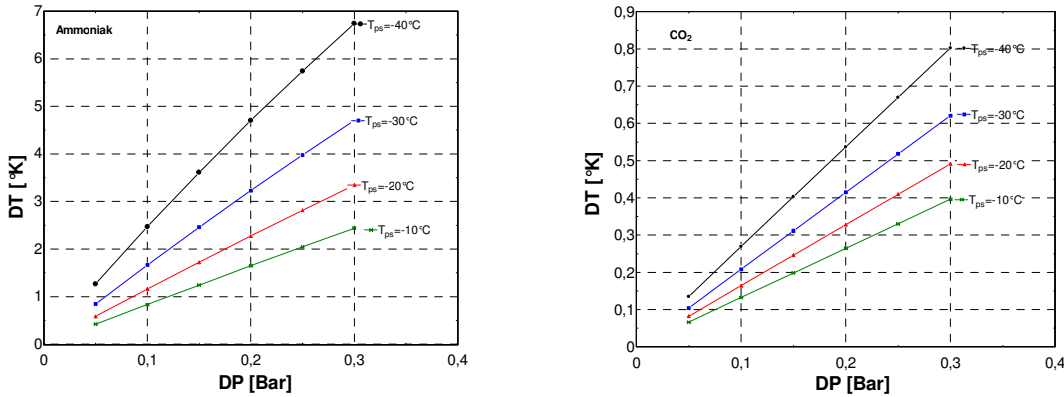 Ammoniak
7
6
5
4
3
2
1
0
DT [°K]
T_ps=-40°C
T_ps=-30°C
T_ps=-20°C
T_ps=-10°C
0
0,1
0,2
0,3
0,4
DP [Bar]
CO₂
0,9
0,8
0,7
0,6
0,5
0,4
0,3
0,2
0,1
0
DT [°K]
T_ps=-40°C
T_ps=-30°C
T_ps=-20°C
T_ps=-10°C
0
0,1
0,2
0,3
0,4
DP [Bar]